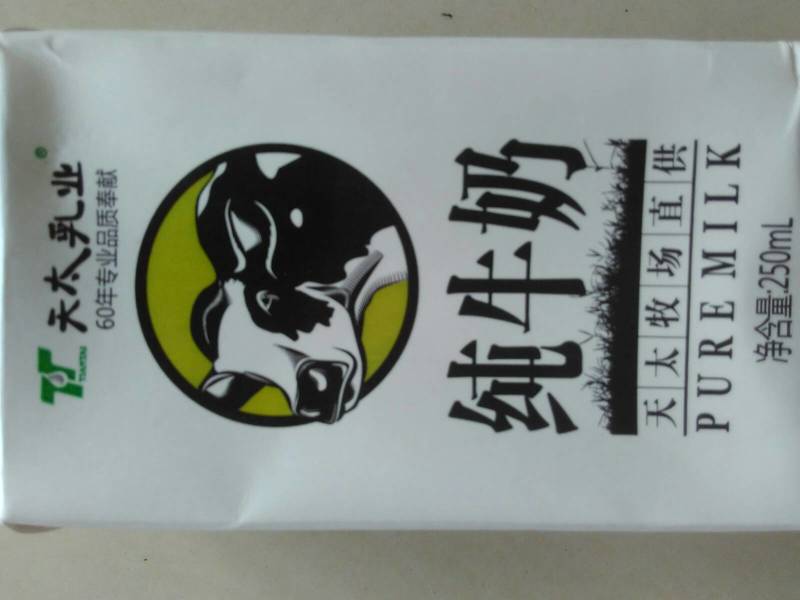 天太乳业®
TIANTAI
60年专业品质奉献
纯牛奶
天太牧场直供
PURE MILK
净含量:250mL